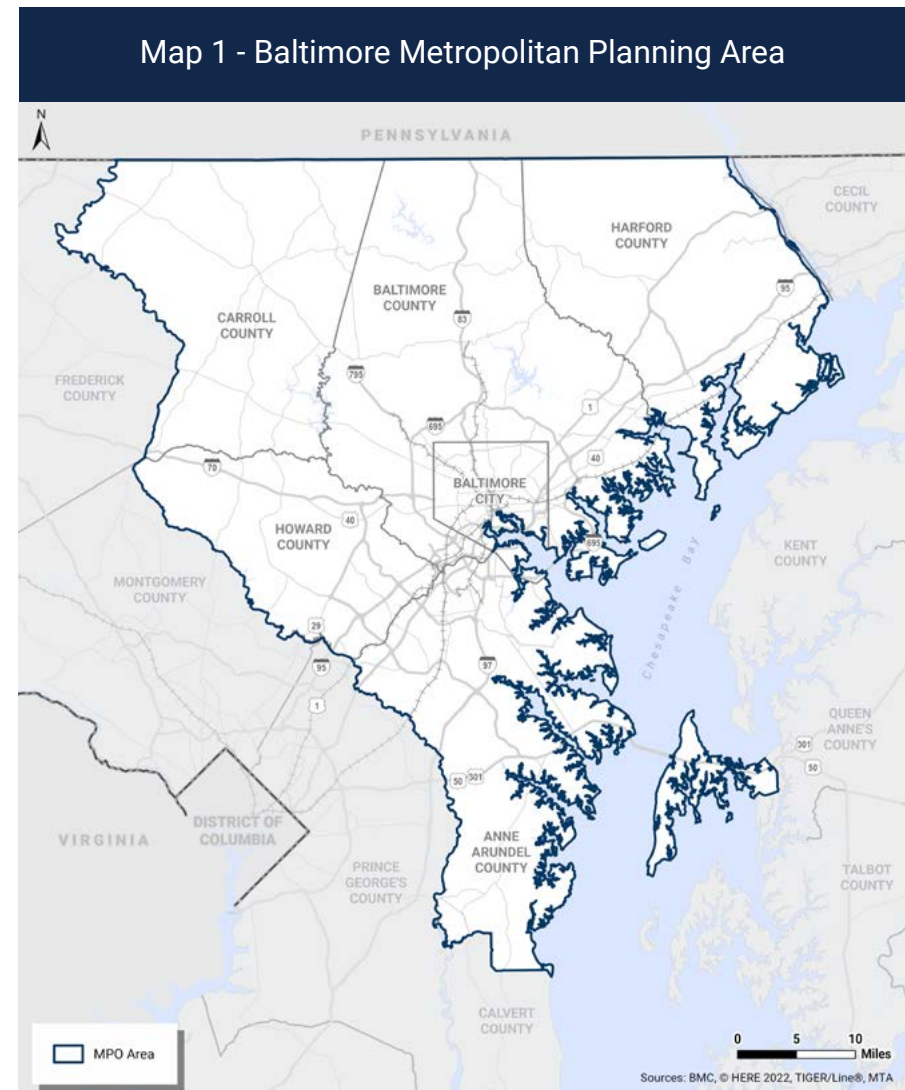 Map 1 - Baltimore Metropolitan Planning Area
N
PENNSYLVANIA
CECIL
COUNTY
HARFORD
COUNTY
95
BALTIMORE
COUNTY
83
CARROLL
COUNTY
795
FREDERICK
COUNTY
1
695
40
70
BALTIMORE
CITY
40
HOWARD
COUNTY
695
KENT
COUNTY
MONTGOMERY
COUNTY
Chesapeake Bay
29
95
97
1
QUEEN
ANNE'S
COUNTY
301
50
50
301
VIRGINIA
DISTRICT OF
COLUMBIA
ANNE
ARUNDEL
COUNTY
PRINCE
GEORGE'S
COUNTY
TALBOT
COUNTY
CALVERT
COUNTY
MPO Area
0 5 10
Miles
Sources: BMC, © HERE 2022, TIGER/Line®, MTA